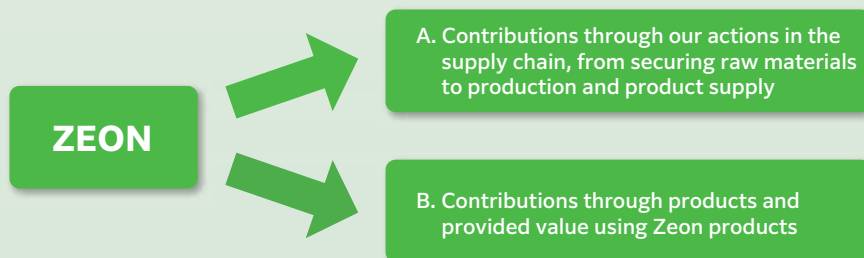 ZEON
A. Contributions through our actions in the
supply chain, from securing raw materials
to production and product supply
B. Contributions through products and
provided value using Zeon products